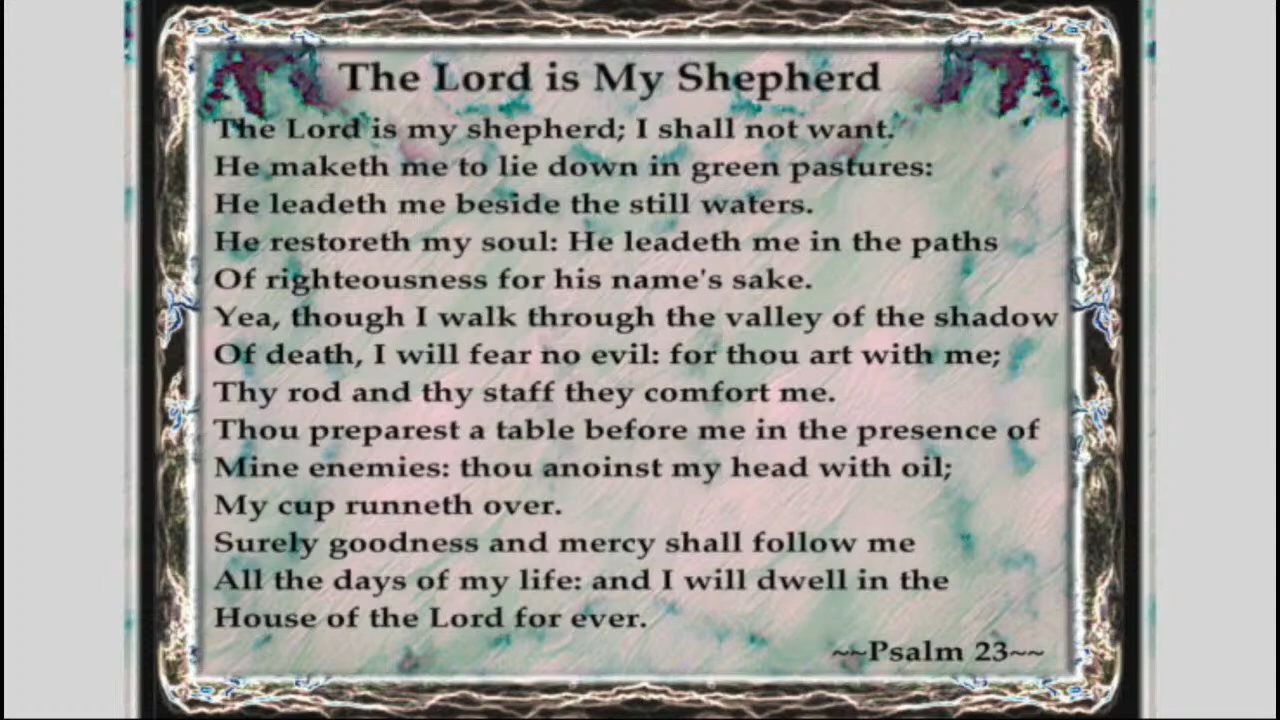 The Lord is My Shepherd
The Lord is my shepherd; I shall not want.
He maketh me to lie down in green pastures:
He leadeth me beside the still waters.
He restoreth my soul: He leadeth me in the paths
Of righteousness for his name's sake.
Yea, though I walk through the valley of the shadow
Of death, I will fear no evil: for thou art with me;
Thy rod and thy staff they comfort me.
Thou preparest a table before me in the presence of
Mine enemies: thou anoinst my head with oil;
My cup runneth over.
Surely goodness and mercy shall follow me
All the days of my life: and I will dwell in the
House of the Lord for ever.
~~Psalm 23~~